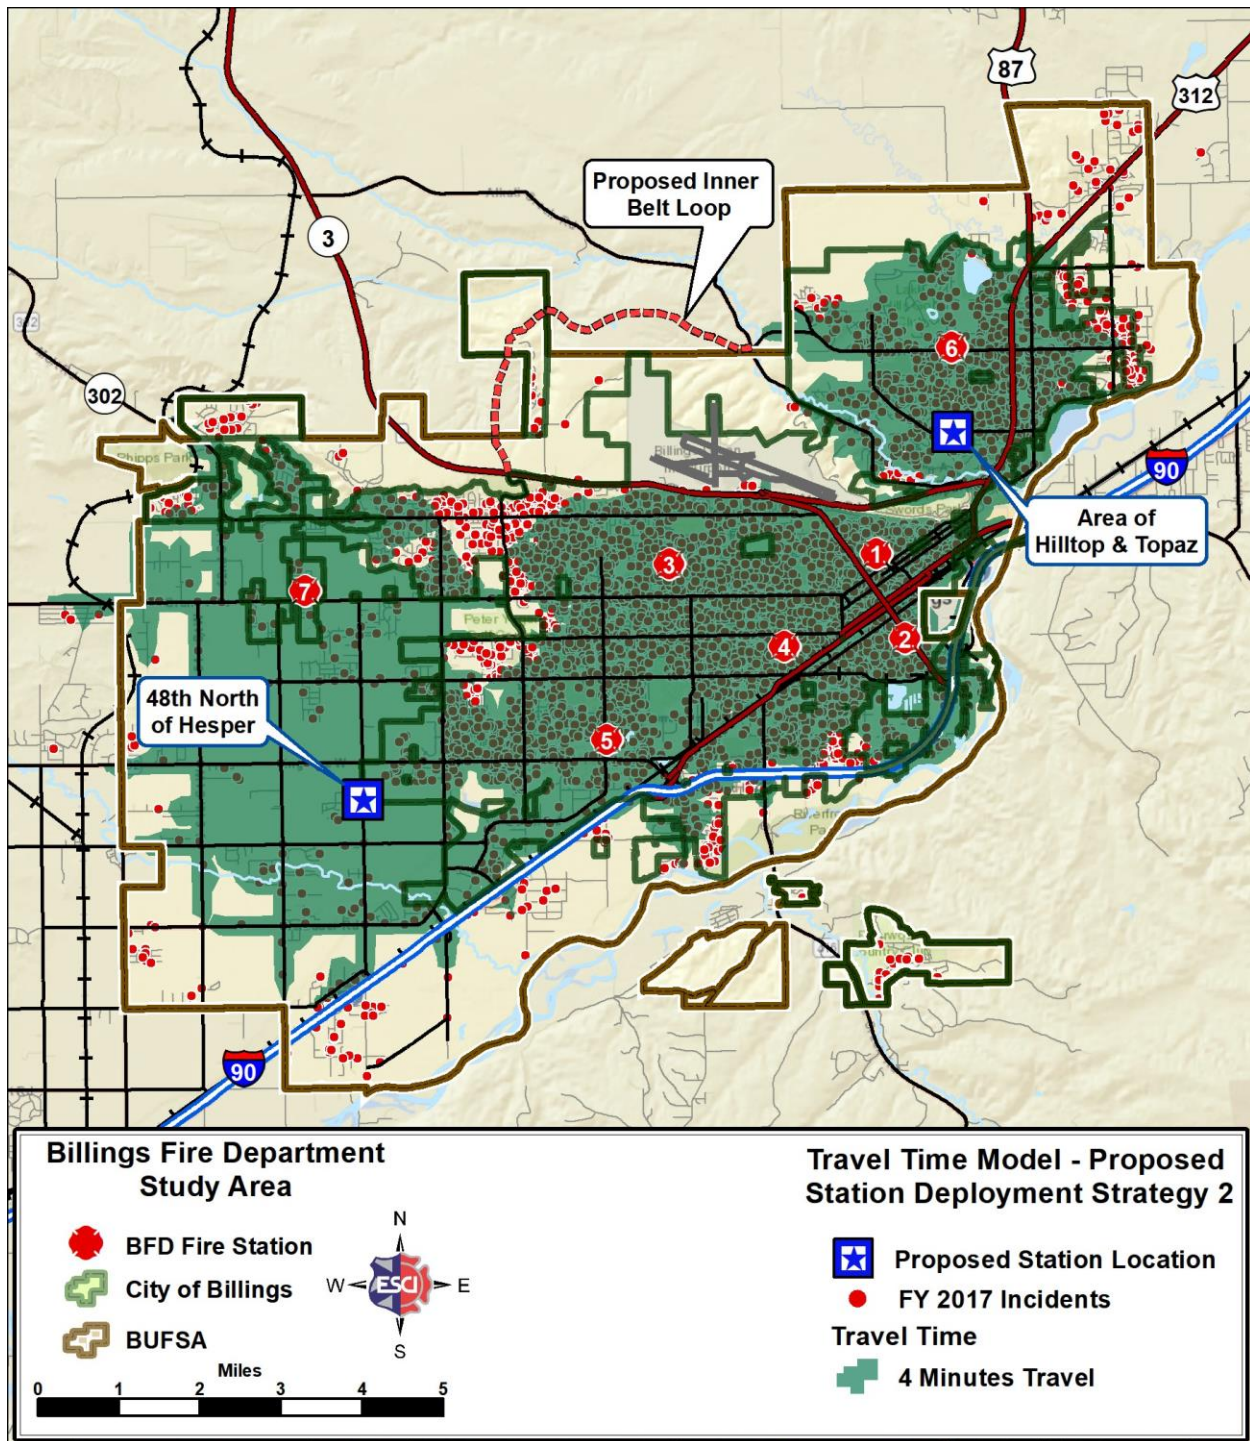 87
312
Proposed Inner
Belt Loop
3
6
302
90
Phipps Park
Area of
Hilltop & Topaz
1
3
7
2
4
48th North
of Hesper
5
90
Billings Fire Department
Study Area
BFD Fire Station
City of Billings
BUFSA
N
W
E
S
ESCI
Miles
0 1 2 3 4 5
Travel Time Model - Proposed
Station Deployment Strategy 2
Proposed Station Location
FY 2017 Incidents
Travel Time
4 Minutes Travel